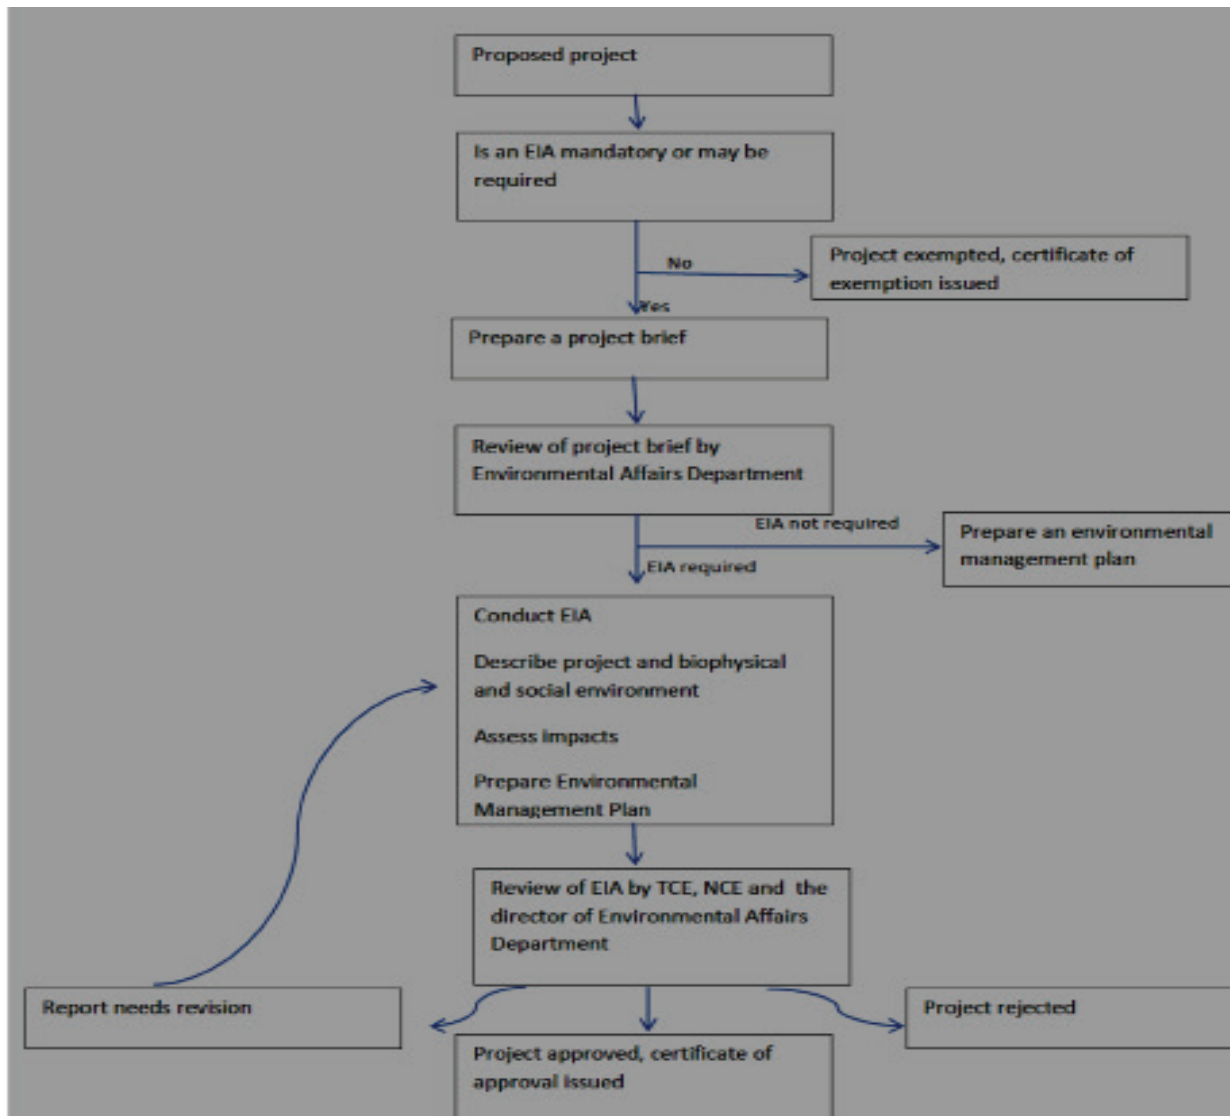 Proposed project
Is an EIA mandatory or may be
required
No
Project exempted, certificate of
exemption issued
Yes
Prepare a project brief
Review of project brief by
Environmental Affairs Department
EIA not required
Prepare an environmental
management plan
EIA required
Conduct EIA
Describe project and biophysical
and social environment
Assess impacts
Prepare Environmental
Management Plan
Review of EIA by TCE, NCE and the
director of Environmental Affairs
Department
Report needs revision
Project rejected
Project approved, certificate of
approval issued